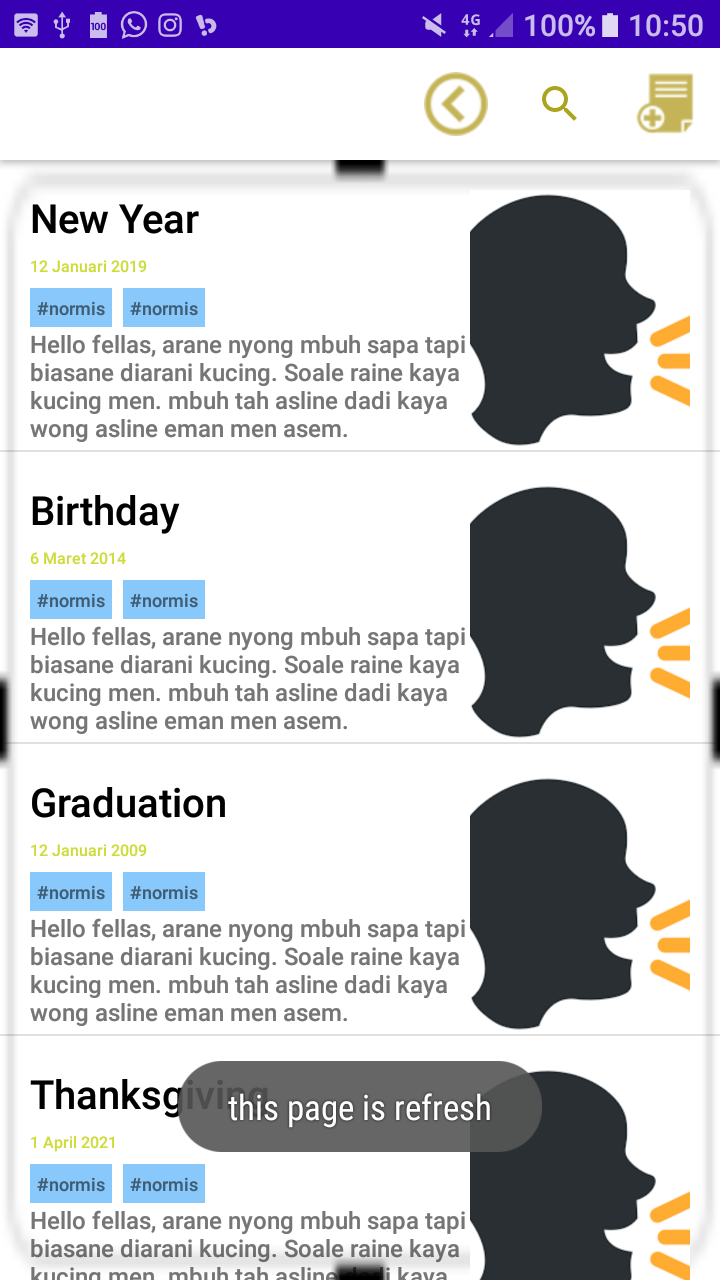 100 4G 100% 10:50
New Year
12 Januari 2019
#normis #normis
Hello fellas, arane nyong mbuh sapa tapi
biasane diarani kucing. Soale raine kaya
kucing men. mbuh tah asline dadi kaya
wong asline eman men asem.
Birthday
6 Maret 2014
#normis #normis
Hello fellas, arane nyong mbuh sapa tapi
biasane diarani kucing. Soale raine kaya
kucing men. mbuh tah asline dadi kaya
wong asline eman men asem.
Graduation
12 Januari 2009
#normis #normis
Hello fellas, arane nyong mbuh sapa tapi
biasane diarani kucing. Soale raine kaya
kucing men. mbuh tah asline dadi kaya
wong asline eman men asem.
Thanksgiving
this page is refresh
1 April 2021
#normis #normis
Hello fellas, arane nyong mbuh sapa tapi
biasane diarani kucing. Soale raine kaya
kucing men. mbuh tah asline dadi kaya